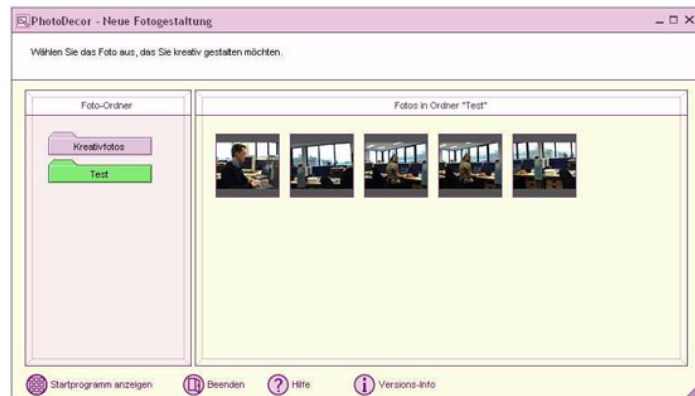 PhotoDecor - Neue Fotogestaltung
Wählen Sie das Foto aus, das Sie kreativ gestalten möchten.
Foto-Ordner
Fotos in Ordner "Test"
Kreativfotos
Test
Startprogramm anzeigen
Beenden
Hilfe
Versions-Info